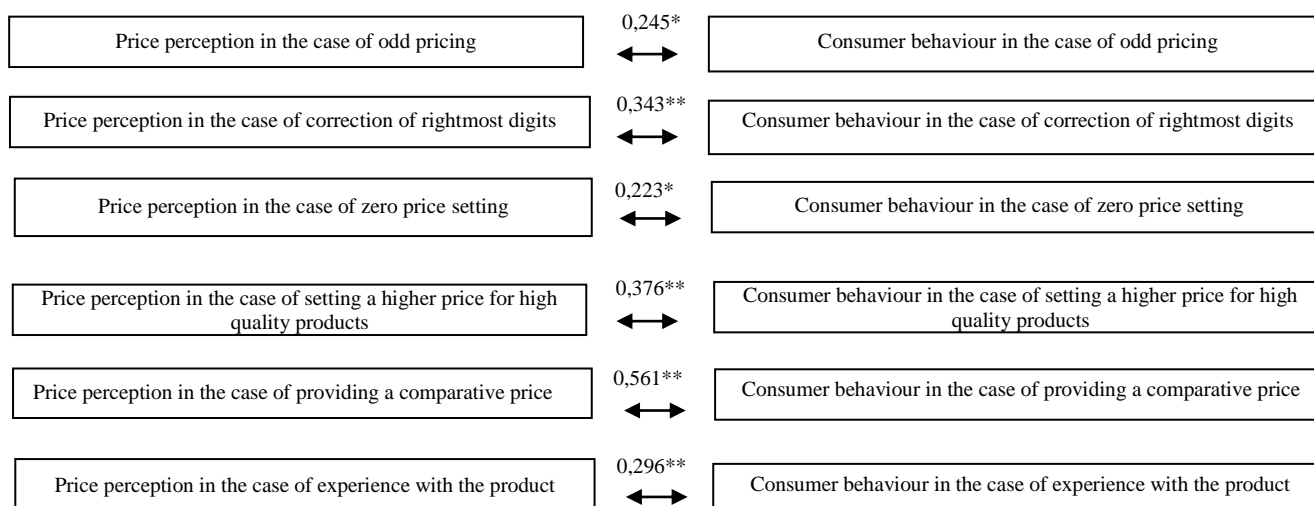 0,245*
Price perception in the case of odd pricing
Consumer behaviour in the case of odd pricing
0,343**
Price perception in the case of correction of rightmost digits
Consumer behaviour in the case of correction of rightmost digits
0,223*
Price perception in the case of zero price setting
Consumer behaviour in the case of zero price setting
0,376**
Price perception in the case of setting a higher price for high
quality products
Consumer behaviour in the case of setting a higher price for high
quality products
0,561**
Price perception in the case of providing a comparative price
Consumer behaviour in the case of providing a comparative price
0,296**
Price perception in the case of experience with the product
Consumer behaviour in the case of experience with the product